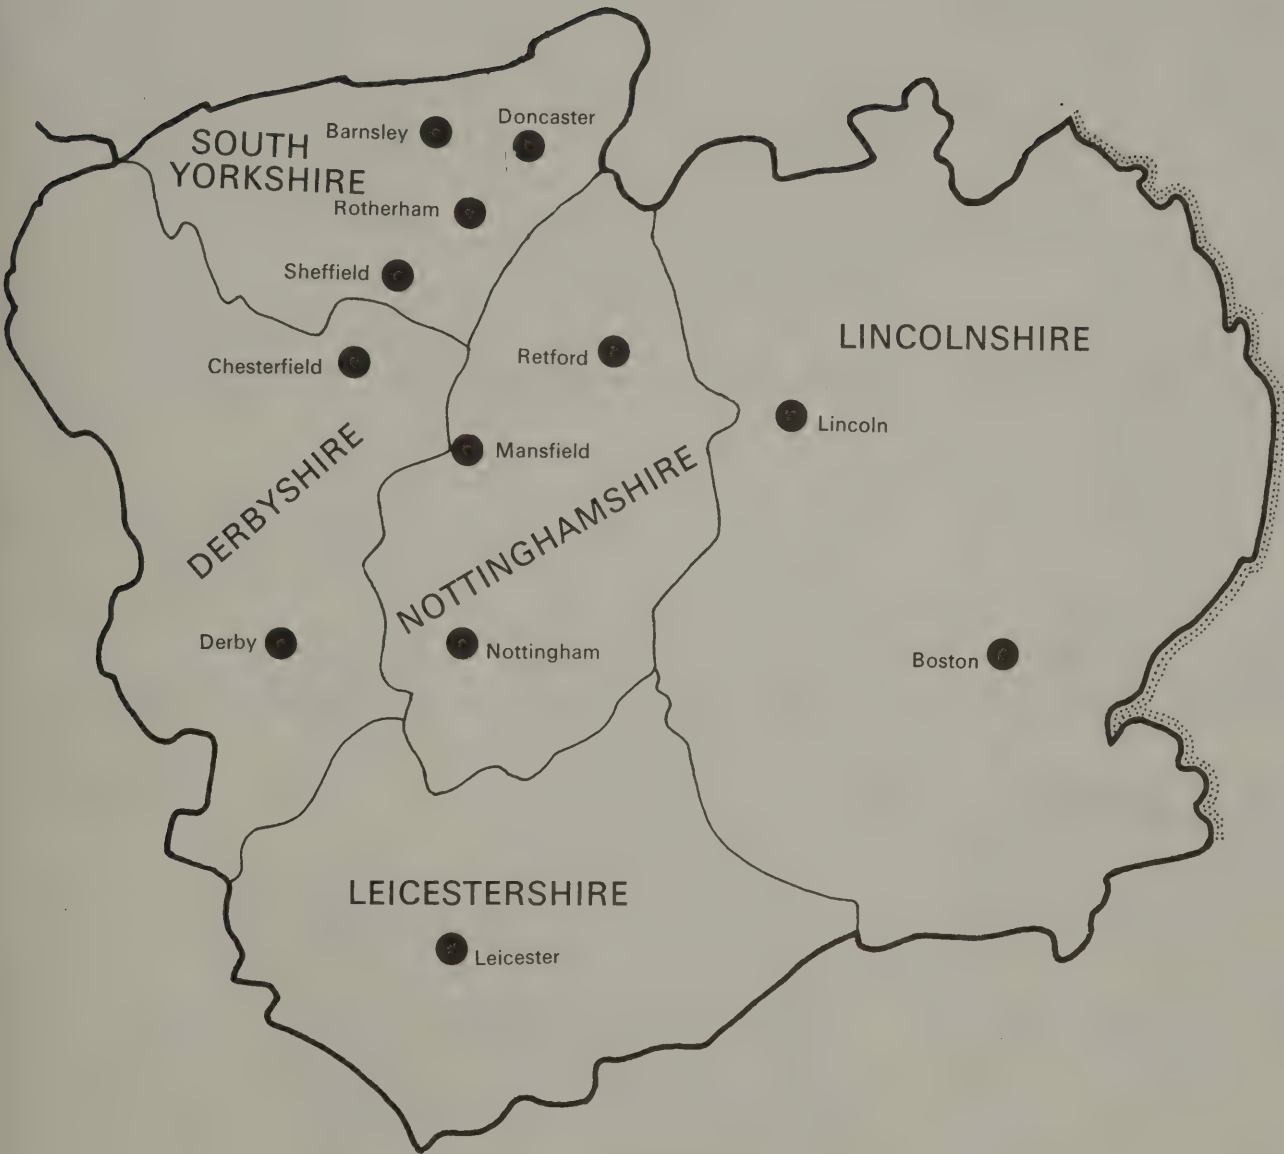 Doncaster
Barnsley
SOUTH
YORKSHIRE
Rotherham
Sheffield
LINCOLNSHIRE
Retford
Chesterfield
Lincoln
Mansfield
DERBYSHIRE
NOTTINGHAMSHIRE
Derby
Nottingham
Boston
LEICESTERSHIRE
Leicester